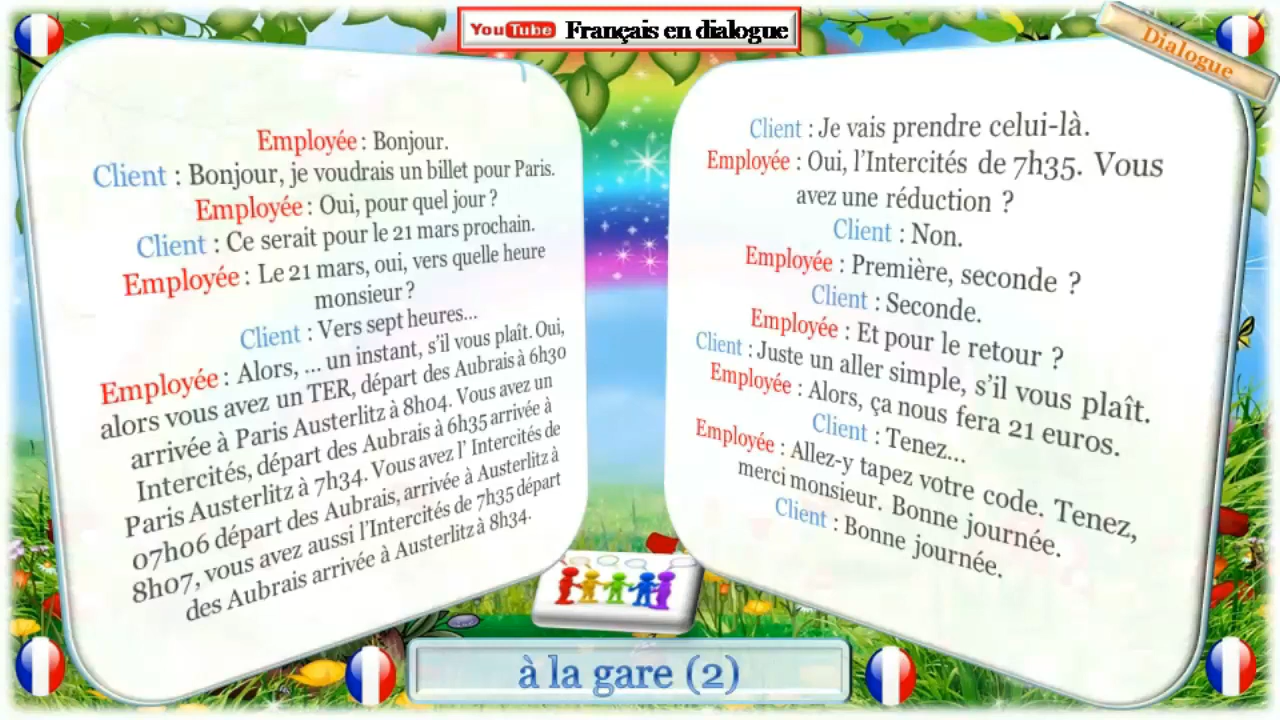 YouTube Français en dialogue
Dialogue
Employée : Bonjour.
Client : Bonjour, je voudrais un billet pour Paris.
Employée : Oui, pour quel jour ?
Client : Ce serait pour le 21 mars prochain.
Employée : Le 21 mars, oui, vers quelle heure
monsieur ?
Client : Vers sept heures...
Employée : Alors, ... un instant, s'il vous plaît. Oui,
alors vous avez un TER, départ des Aubrais à 6h30
arrivée à Paris Austerlitz à 8h04. Vous avez un
Intercités, départ des Aubrais à 6h35 arrivée à
Paris Austerlitz à 7h34. Vous avez l' Intercités de
07h06 départ des Aubrais, arrivée à Austerlitz à
8h07, vous avez aussi l'Intercités de 7h35 départ
des Aubrais arrivée à Austerlitz à 8h34.
Client : Je vais prendre celui-là.
Employée : Oui, l'Intercités de 7h35. Vous
avez une réduction ?
Client : Non.
Employée : Première, seconde ?
Client : Seconde.
Employée : Et pour le retour ?
Client : Juste un aller simple, s'il vous plaît.
Employée : Alors, ça nous fera 21 euros.
Client : Tenez...
Employée : Allez-y tapez votre code. Tenez,
merci monsieur. Bonne journée.
Client : Bonne journée.
à la gare (2)